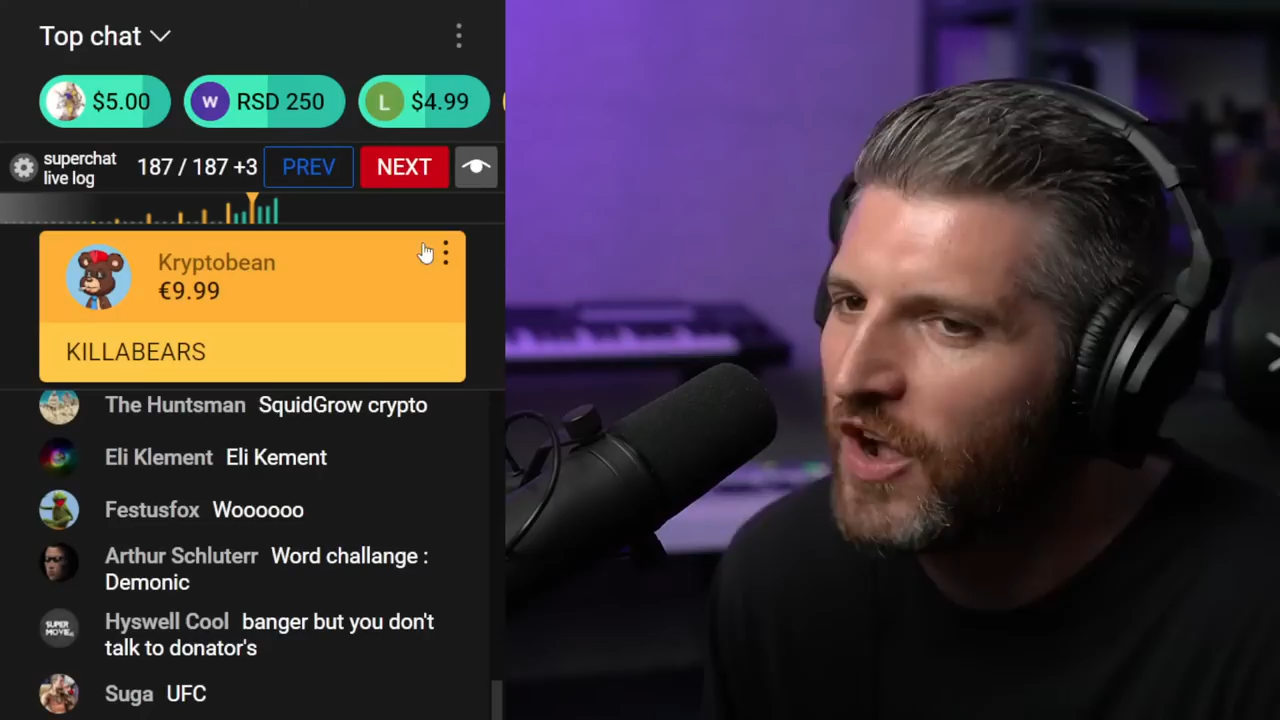 Top chat
$5.00
W
RSD 250
L
$4.99
superchat
live log
187 / 187 +3
PREV
NEXT
Kryptobean
€9.99
KILLABEARS
The Huntsman SquidGrow crypto
Eli Klement Eli Kement
Festusfox Woooooo
Arthur Schluterr Word challange :
Demonic
SUPER
MOVIE
Hyswell Cool banger but you don't
talk to donator's
Suga UFC